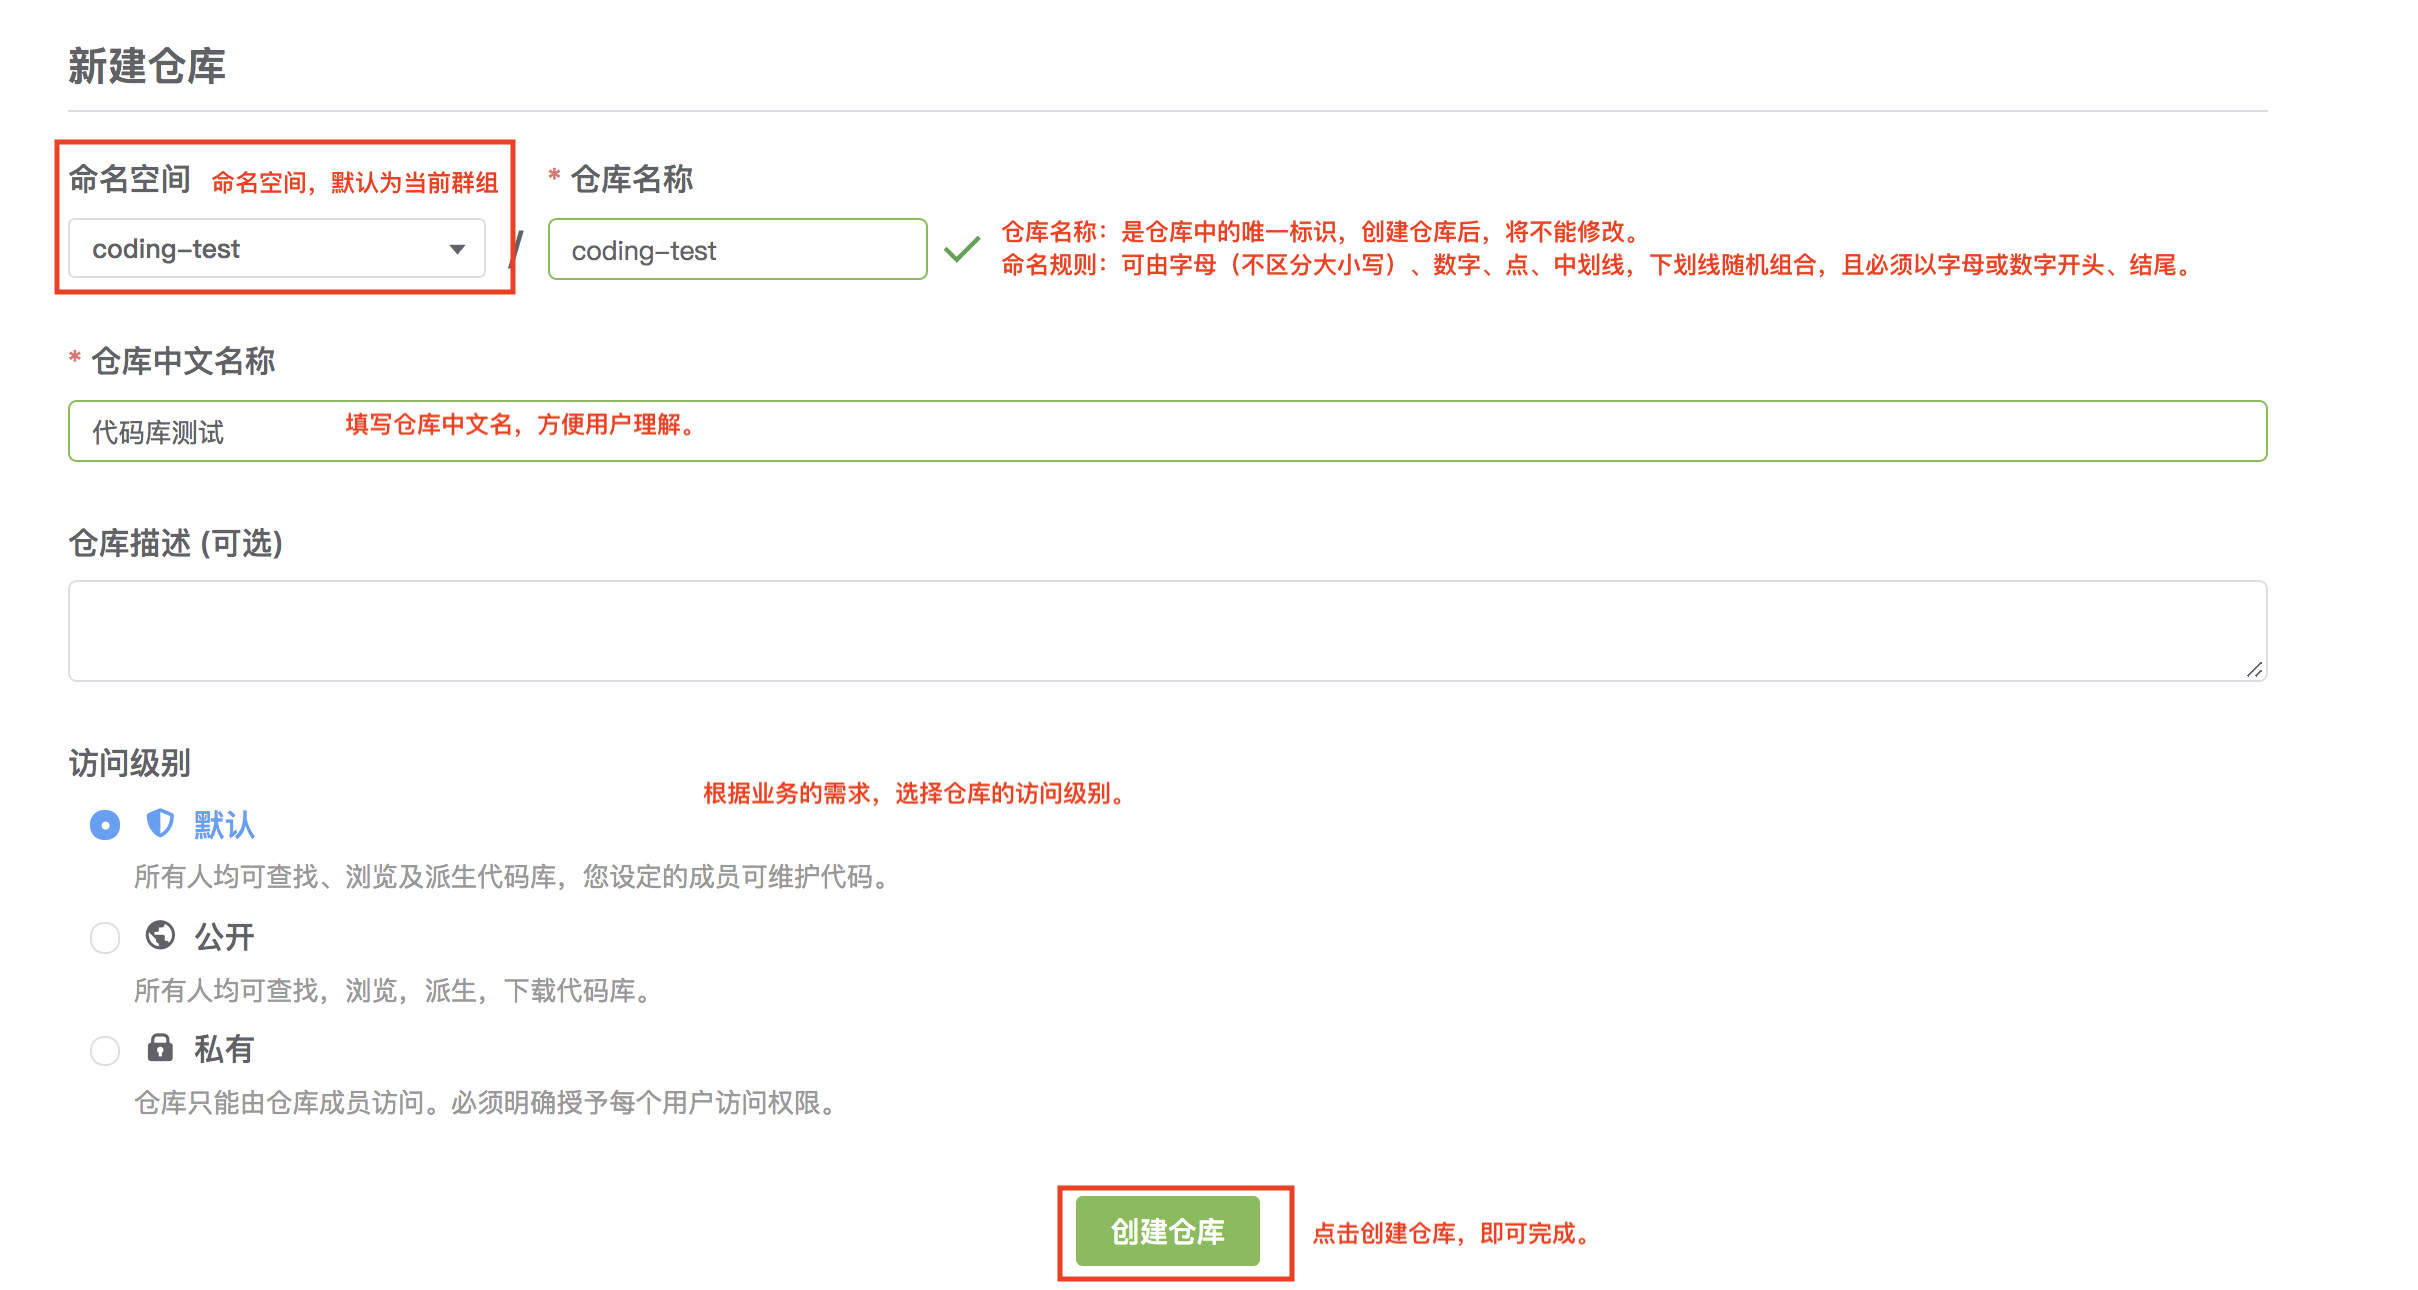 新建仓库
命名空间 命名空间，默认为当前群组
* 仓库名称
coding-test / coding-test
仓库名称：是仓库中的唯一标识，创建仓库后，将不能修改。
命名规则：可由字母（不区分大小写）、数字、点、中划线，下划线随机组合，且必须以字母或数字开头、结尾。
* 仓库中文名称
代码库测试 填写仓库中文名，方便用户理解。
仓库描述 (可选)
访问级别
根据业务的需求，选择仓库的访问级别。
默认
所有人均可查找、浏览及派生代码库，您设定的成员可维护代码。
公开
所有人均可查找，浏览，派生，下载代码库。
私有
仓库只能由仓库成员访问。必须明确授予每个用户访问权限。
创建仓库 点击创建仓库，即可完成。